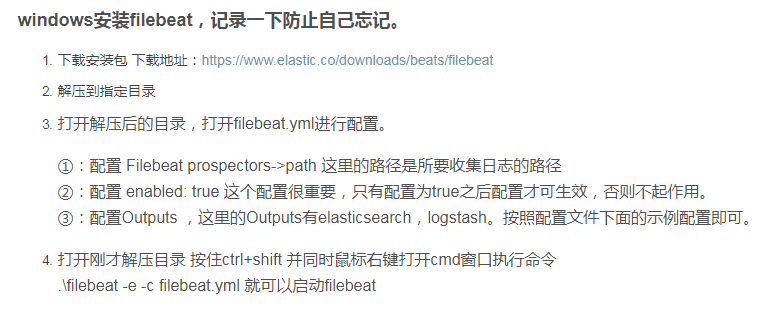 windows安装filebeat，记录一下防止自己忘记。
1. 下载安装包 下载地址：https://www.elastic.co/downloads/beats/filebeat
2. 解压到指定目录
3. 打开解压后的目录，打开filebeat.yml进行配置。
①：配置 Filebeat prospectors->path 这里的路径是所要收集日志的路径
②：配置 enabled: true 这个配置很重要，只有配置为true之后配置才可生效，否则不起作用。
③：配置Outputs ，这里的Outputs有elasticsearch，logstash。按照配置文件下面的示例配置即可。
4. 打开刚才解压目录 按住ctrl+shift 并同时鼠标右键打开cmd窗口执行命令
.\filebeat -e -c filebeat.yml 就可以启动filebeat